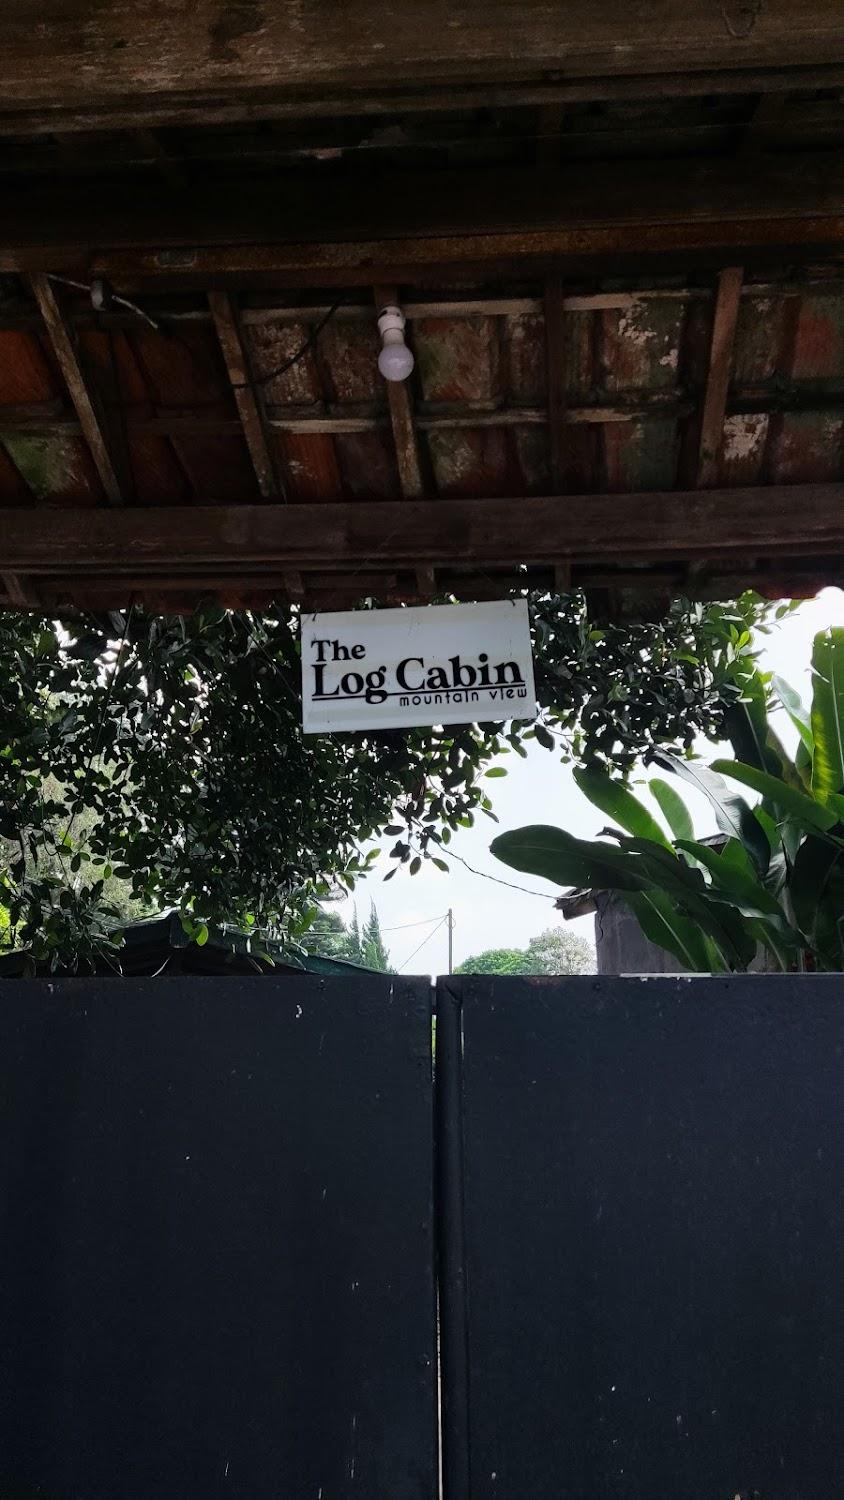 The
Log Cabin
mountain view